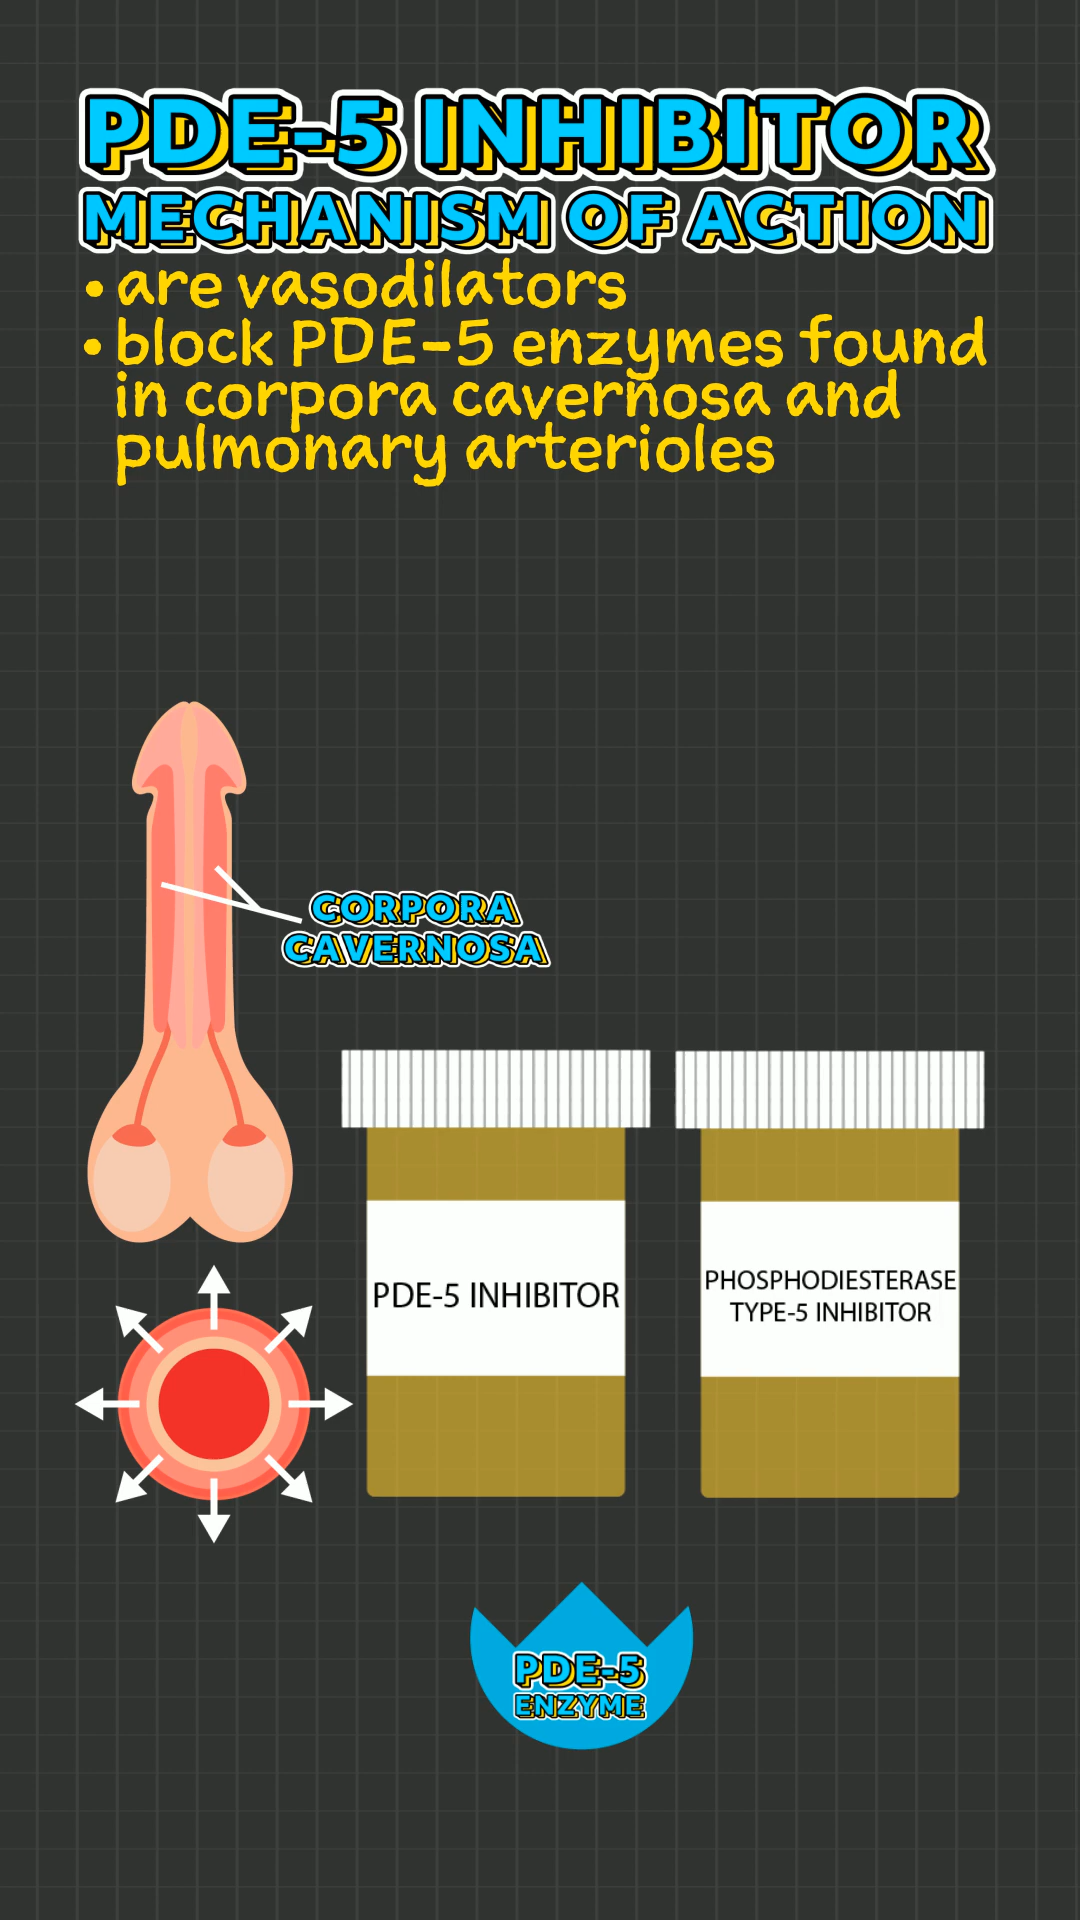 PDE-5 INHIBITOR
MECHANISM OF ACTION
• are vasodilators
• block PDE-5 enzymes found
in corpora cavernosa and
pulmonary arterioles
CORPORA
CAVERNOSA
PDE-5 INHIBITOR
PHOSPHODIESTERASE
TYPE-5 INHIBITOR
PDE-5
ENZYME